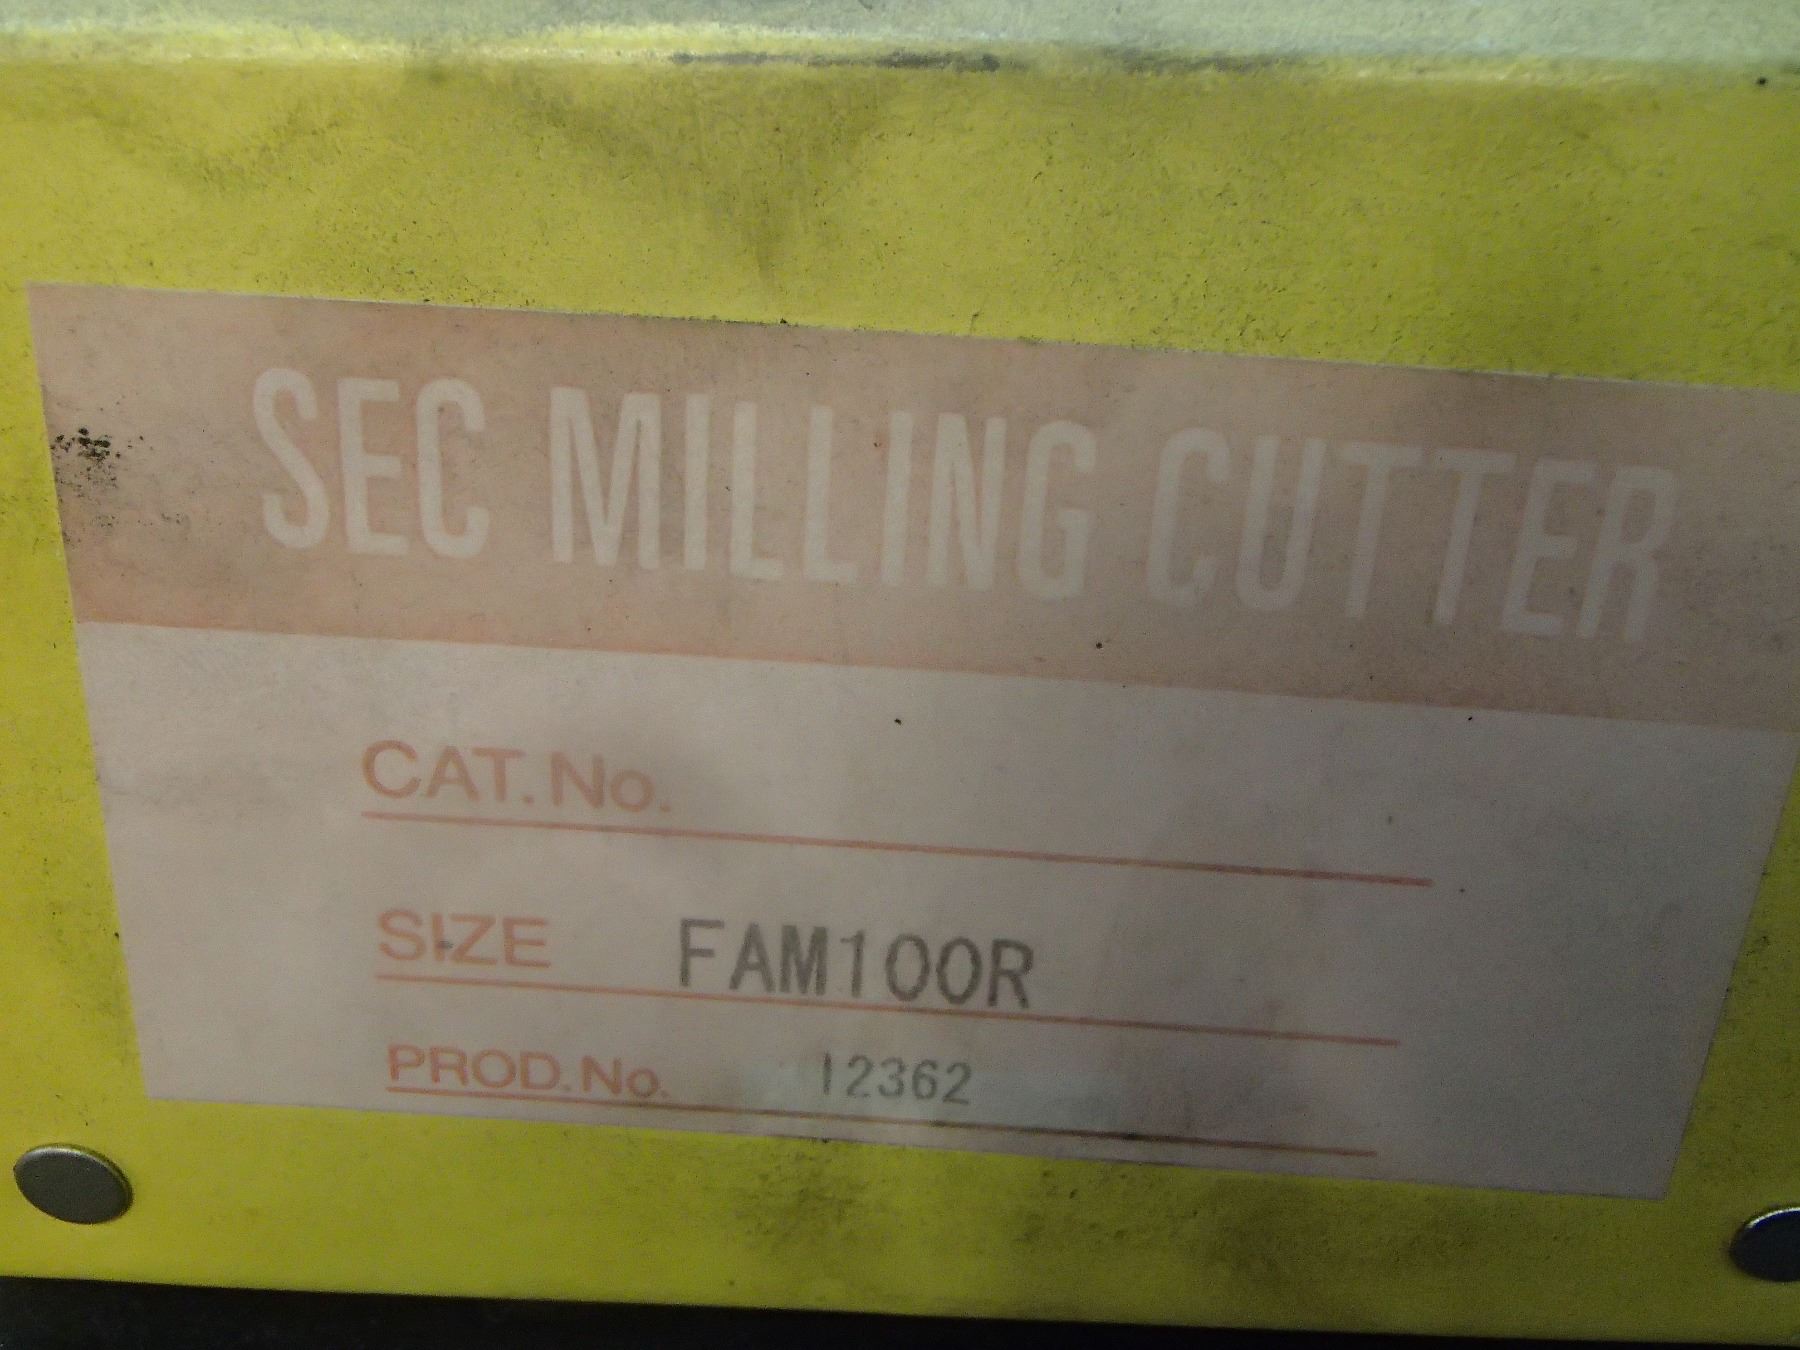 SEC MILLING CUTTER
CAT. No.
SIZE FAM100R
PROD. No. 12362